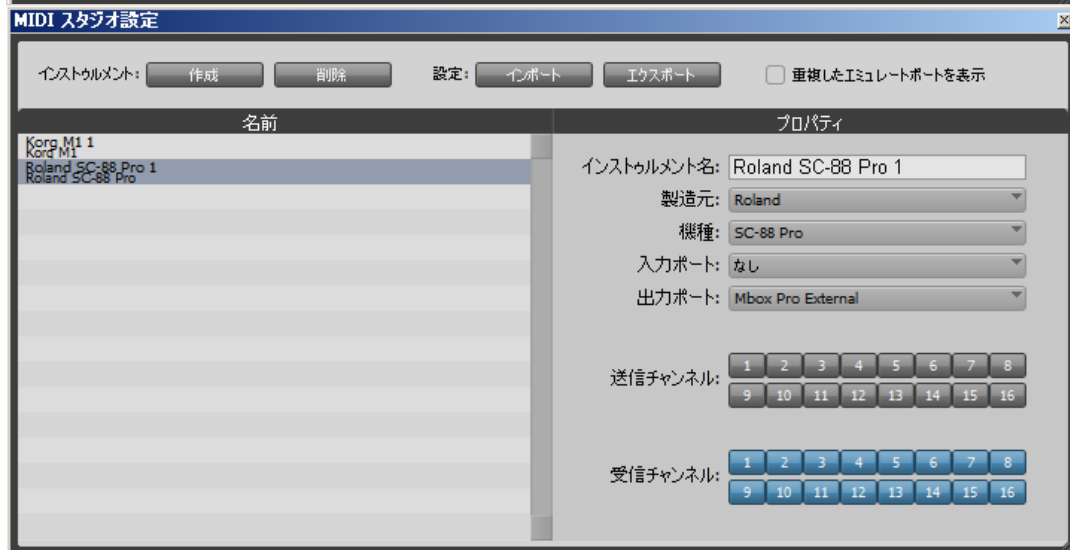 MIDI スタジオ設定
インストゥルメント: 作成 削除 設定: インポート エクスポート 重複したエミュレートポートを表示
名前 プロパティ
Korg M1 1
Korg M1
Roland SC-88 Pro 1
Roland SC-88 Pro
インストゥルメント名: Roland SC-88 Pro 1
製造元: Roland
機種: SC-88 Pro
入力ポート: なし
出力ポート: Mbox Pro External
送信チャンネル: 1 2 3 4 5 6 7 8
9 10 11 12 13 14 15 16
受信チャンネル: 1 2 3 4 5 6 7 8
9 10 11 12 13 14 15 16